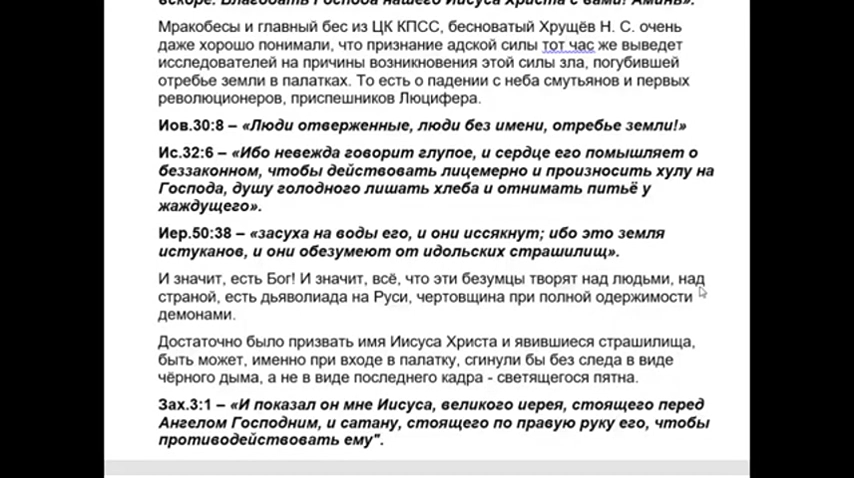 вскоре. Благодать Господа нашего Иисуса Христа с вами! Аминь».
Мракобесы и главный бес из ЦК КПСС, бесноватый Хрущёв Н. С. очень
даже хорошо понимали, что признание адской силы тот час же выведет
исследователей на причины возникновения этой силы зла, погубившей
отребье земли в палатках. То есть о падении с неба смутьянов и первых
революционеров, приспешников Люцифера.
Иов.30:8 – «Люди отверженные, люди без имени, отребье земли!»
Ис.32:6 – «Ибо невежда говорит глупое, и сердце его помышляет о
беззаконном, чтобы действовать лицемерно и произносить хулу на
Господа, душу голодного лишать хлеба и отнимать питьё у
жаждущего».
Иер.50:38 – «засуха на воды его, и они иссякнут; ибо это земля
истуканов, и они обезумеют от идольских страшилищ».
И значит, есть Бог! И значит, всё, что эти безумцы творят над людьми, над
страной, есть дьяволиада на Руси, чертовщина при полной одержимости
демонами.
Достаточно было призвать имя Иисуса Христа и явившиеся страшилища,
быть может, именно при входе в палатку, сгинули бы без следа в виде
чёрного дыма, а не в виде последнего кадра - светящегося пятна.
Зах.3:1 – «И показал он мне Иисуса, великого иерея, стоящего перед
Ангелом Господним, и сатану, стоящего по правую руку его, чтобы
противодействовать ему".